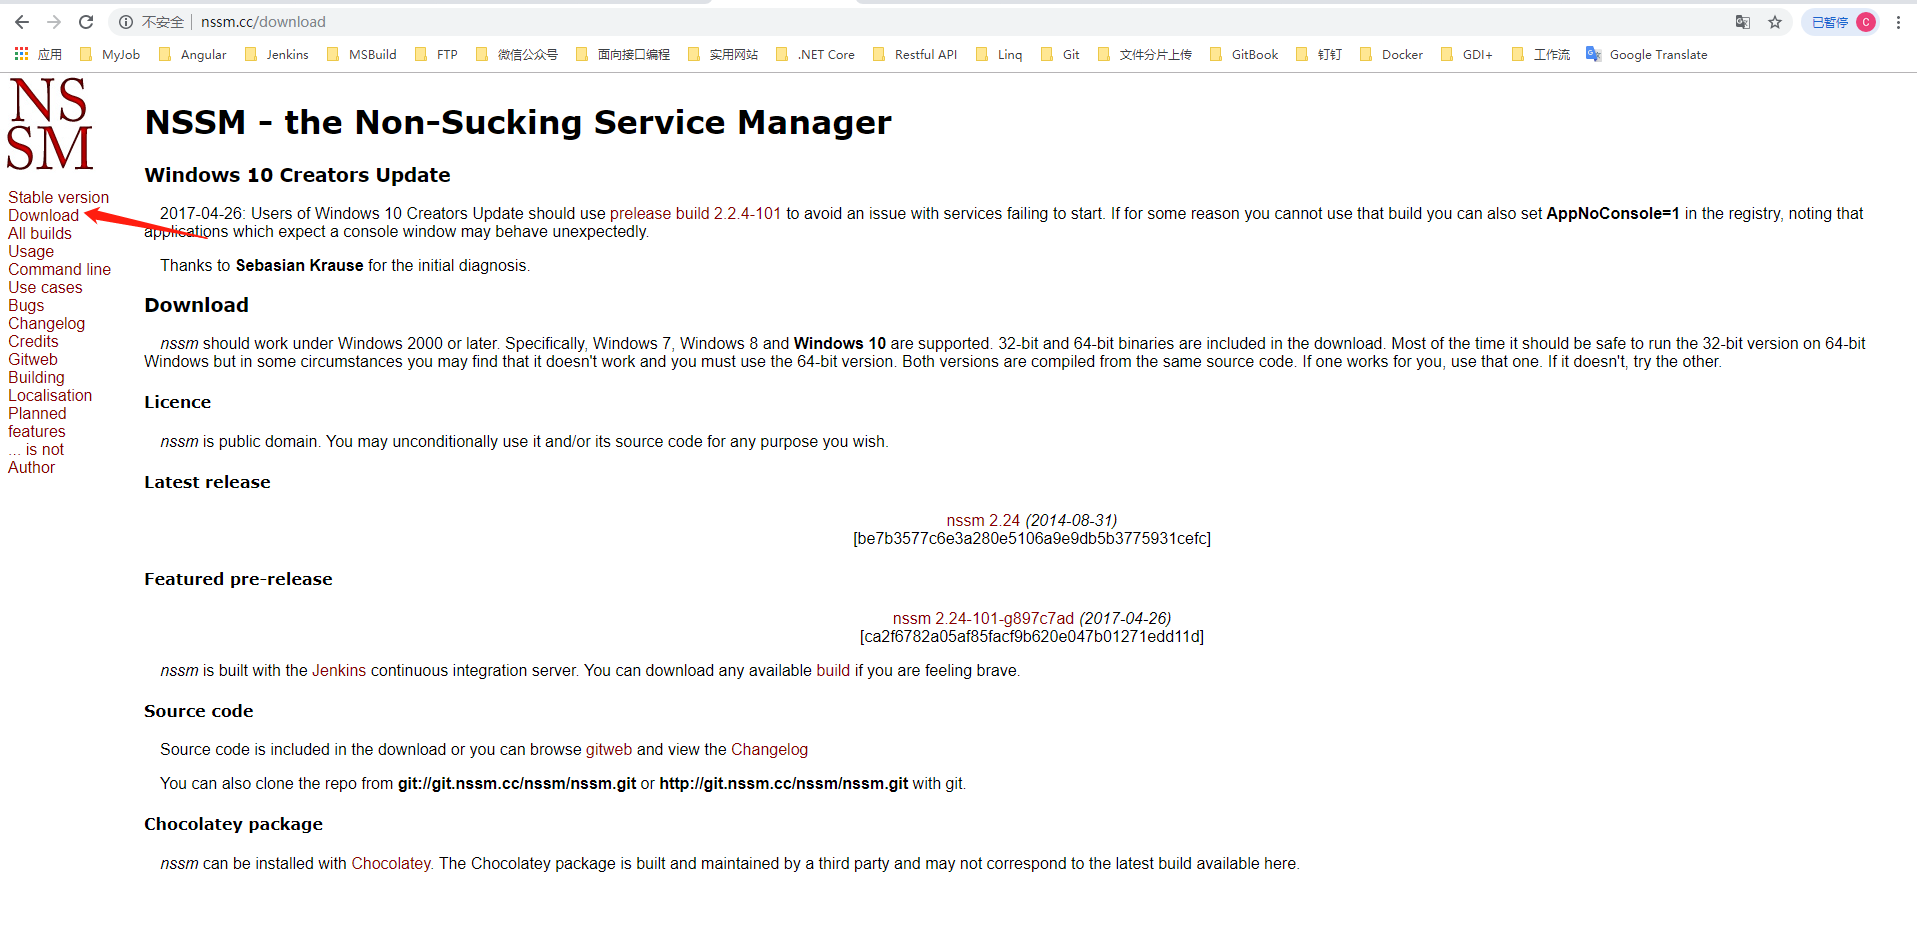 不安全 nssm.cc/download 已暂停 C
应用 MyJob Angular Jenkins MSBuild FTP 微信公众号 面向接口编程 实用网站 .NET Core Restful API Linq Git 文件分片上传 GitBook 钉钉 Docker GDI+ 工作流 Google Translate
NS
SM
Stable version
Download
All builds
Usage
Command line
Use cases
Bugs
Changelog
Credits
Gitweb
Building
Localisation
Planned
features
... is not
Author
NSSM - the Non-Sucking Service Manager
Windows 10 Creators Update
2017-04-26: Users of Windows 10 Creators Update should use prelease build 2.2.4-101 to avoid an issue with services failing to start. If for some reason you cannot use that build you can also set AppNoConsole=1 in the registry, noting that
applications which expect a console window may behave unexpectedly.
Thanks to Sebasian Krause for the initial diagnosis.
Download
nssm should work under Windows 2000 or later. Specifically, Windows 7, Windows 8 and Windows 10 are supported. 32-bit and 64-bit binaries are included in the download. Most of the time it should be safe to run the 32-bit version on 64-bit
Windows but in some circumstances you may find that it doesn't work and you must use the 64-bit version. Both versions are compiled from the same source code. If one works for you, use that one. If it doesn't, try the other.
Licence
nssm is public domain. You may unconditionally use it and/or its source code for any purpose you wish.
Latest release
nssm 2.24 (2014-08-31)
[be7b3577c6e3a280e5106a9e9db5b3775931cefc]
Featured pre-release
nssm 2.24-101-g897c7ad (2017-04-26)
[ca2f6782a05af85facf9b620e047b01271edd11d]
nssm is built with the Jenkins continuous integration server. You can download any available build if you are feeling brave.
Source code
Source code is included in the download or you can browse gitweb and view the Changelog
You can also clone the repo from git://git.nssm.cc/nssm/nssm.git or http://git.nssm.cc/nssm/nssm.git with git.
Chocolatey package
nssm can be installed with Chocolatey. The Chocolatey package is built and maintained by a third party and may not correspond to the latest build available here.